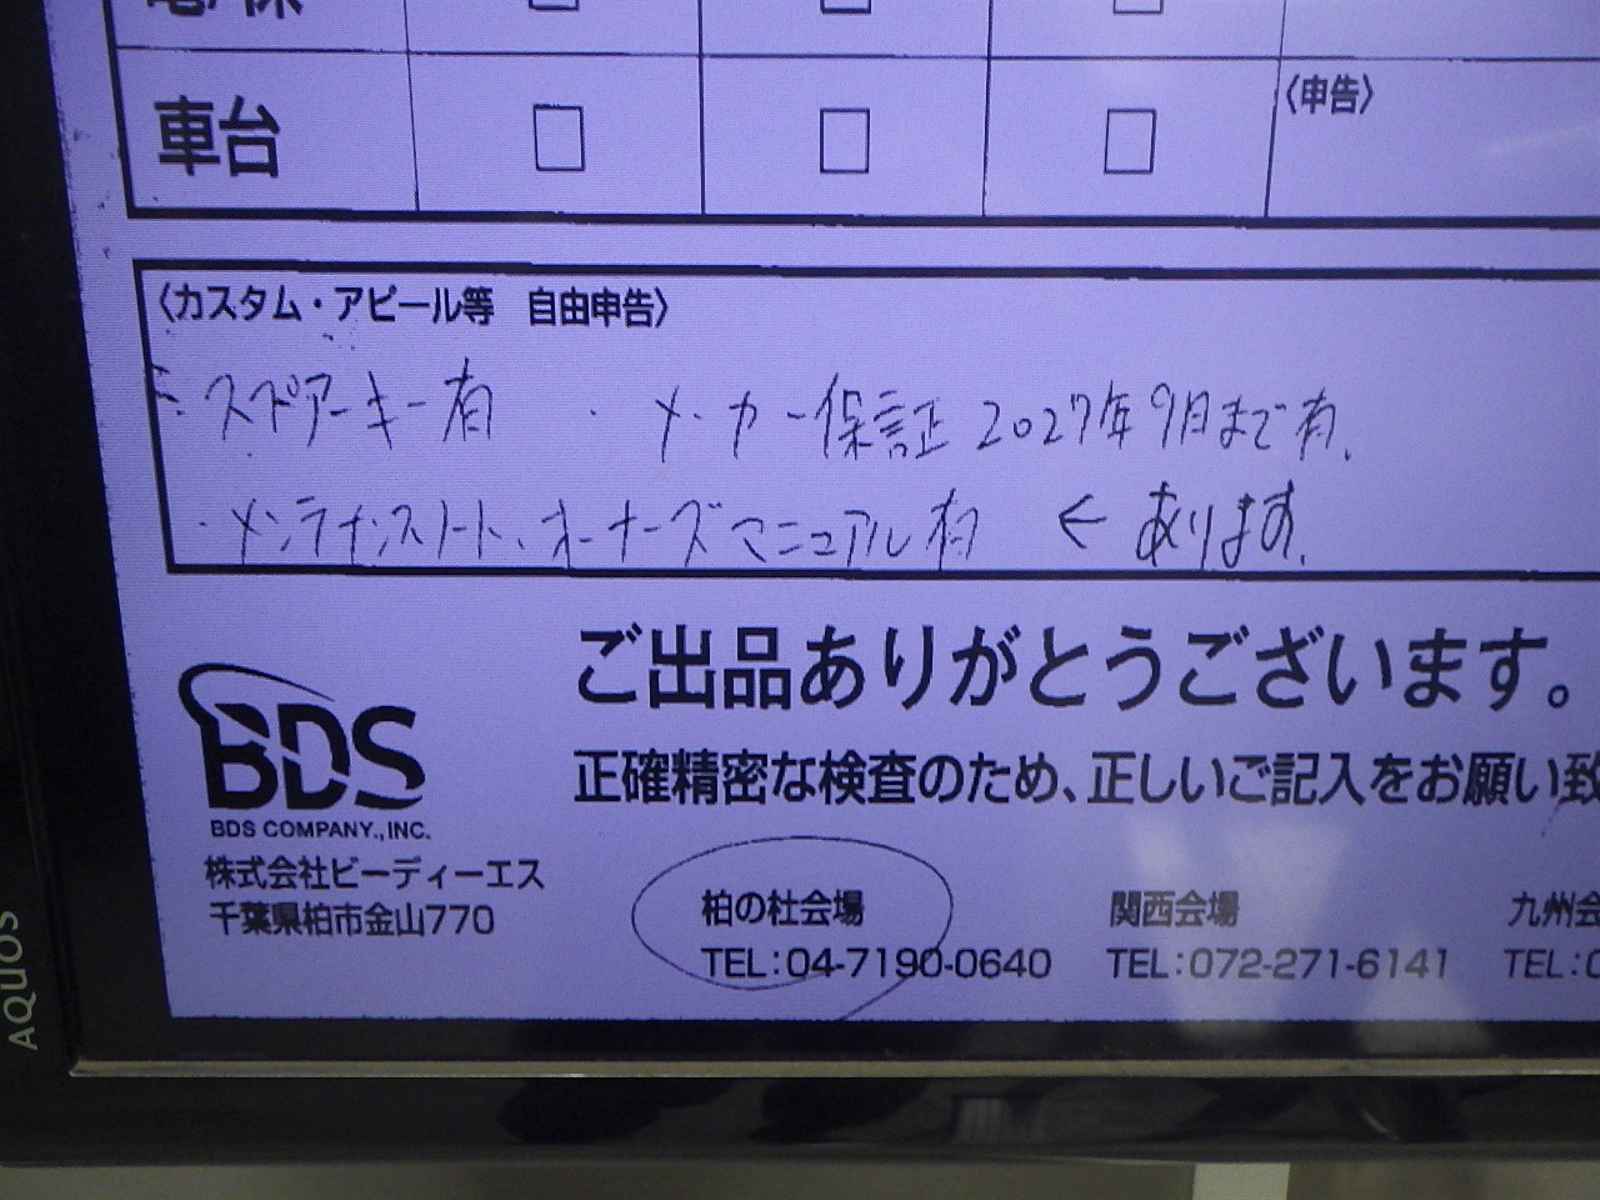 車台
〈申告〉
〈カスタム・アピール等 自由申告〉
・スペアーキー有 ・メーカー保証2027年9月まで有.
・メンテナンスノート、オーナーズマニュアル有 ← あります.
ご出品ありがとうございます。
正確精密な検査のため、正しいご記入をお願い致
BDS
BDS COMPANY.,INC.
株式会社ビーディーエス
千葉県柏市金山770
柏の杜会場
TEL:04-7190-0640
関西会場
TEL:072-271-6141
九州会
TEL:0
AQUOS